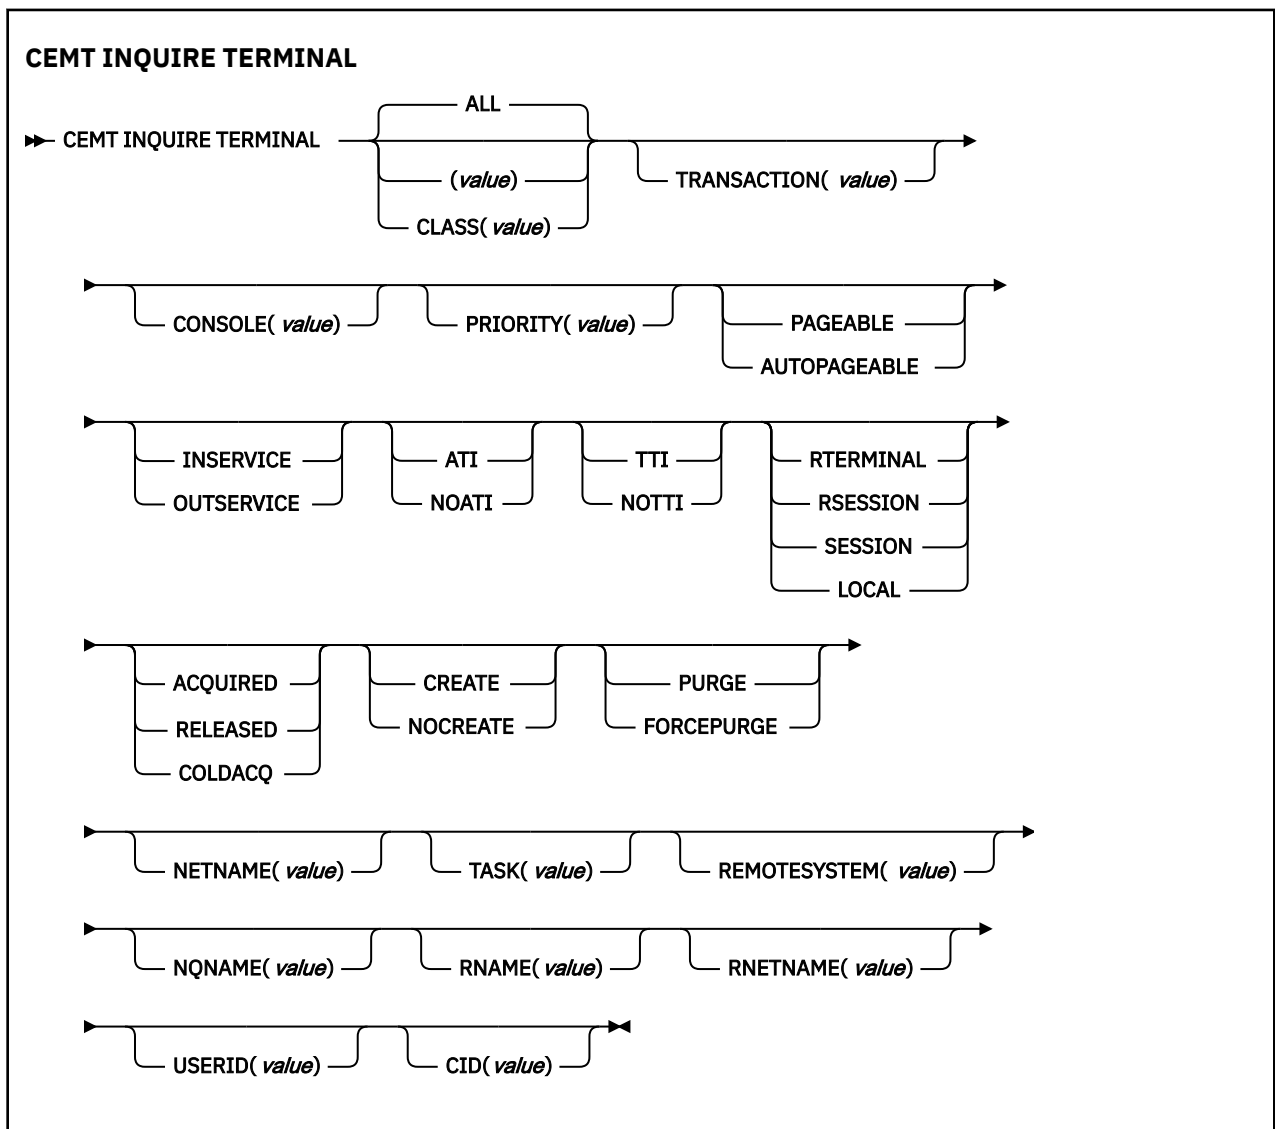 CEMT INQUIRE TERMINAL
ALL
CEMT INQUIRE TERMINAL
(value) TRANSACTION( value)
CLASS( value)
CONSOLE( value) PRIORITY( value) PAGEABLE
AUTOPAGEABLE
INSERVICE ATI TTI RTERMINAL
OUTSERVICE NOATI NOTTI RSESSION
SESSION
LOCAL
ACQUIRED CREATE PURGE
RELEASED NOCREATE FORCEPURGE
COLDACQ
NETNAME( value) TASK( value) REMOTESYSTEM( value)
NQNAME( value) RNAME( value) RNETNAME( value)
USERID( value) CID( value)